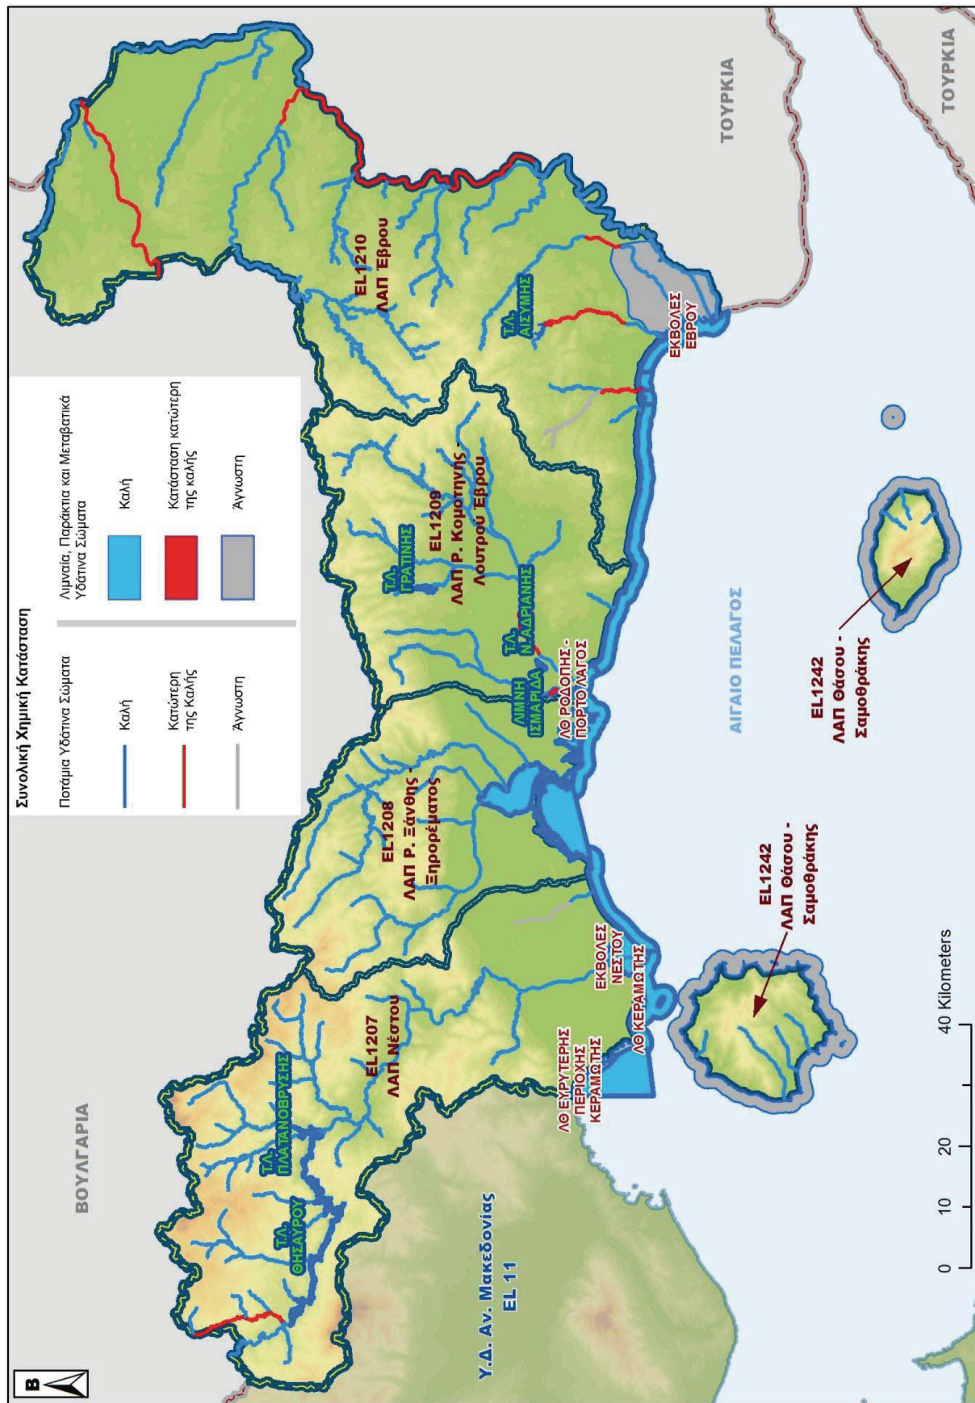 B
Συνολική Χημική Κατάσταση
Ποτάμια Υδάτινα Σώματα
Καλή
Κατώτερη
της Καλής
Άγνωστη
Λιμναία, Παράκτια και Μεταβατικά
Υδάτινα Σώματα
Καλή
Κατάσταση κατώτερη
της καλής
Άγνωστη
ΒΟΥΛΓΑΡΙΑ
ΤΟΥΡΚΙΑ
ΤΟΥΡΚΙΑ
Τ.Λ.
ΘΗΣΑΥΡΟΥ
Τ.Λ.
ΠΛΑΤΑΝΟΒΡΥΣΗΣ
EL1207
ΛΑΠ Νέστου
EL1208
ΛΑΠ Ρ. Ξάνθης -
Ξηρορέματος
Τ.Λ.
ΓΡΑΤΙΝΗΣ
EL1209
ΛΑΠ Ρ. Κομοτηνής -
Λουτρού Έβρου
EL1210
ΛΑΠ Έβρου
Τ.Λ.
ΑΙΣΥΜΗΣ
Τ.Λ.
Ν.ΑΔΡΙΑΝΗΣ
ΛΙΜΝΗ
ΙΣΜΑΡΙΔΑ
ΛΘ ΡΟΔΟΠΗΣ -
ΠΟΡΤΟ ΛΑΓΟΣ
ΕΚΒΟΛΕΣ
ΕΒΡΟΥ
ΕΚΒΟΛΕΣ
ΝΕΣΤΟΥ
ΛΘ ΚΕΡΑΜΩΤΗΣ
ΛΘ ΕΥΡΥΤΕΡΗΣ
ΠΕΡΙΟΧΗΣ
ΚΕΡΑΜΩΤΗΣ
Υ.Δ. Αν. Μακεδονίας
EL 11
ΑΙΓΑΙΟ ΠΕΛΑΓΟΣ
EL1242
ΛΑΠ Θάσου -
Σαμοθράκης
EL1242
ΛΑΠ Θάσου -
Σαμοθράκης
0 10 20 40 Kilometers